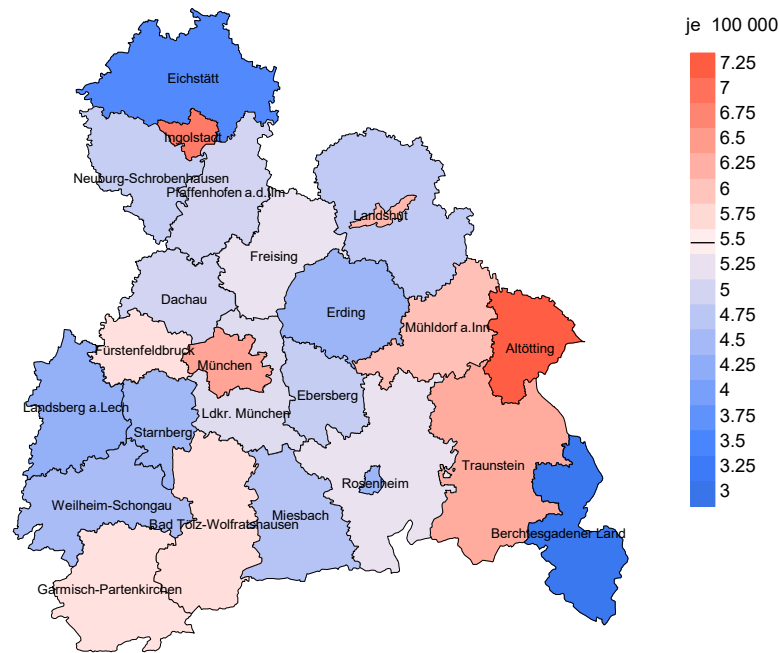 je 100 000
7.25
7
6.75
6.5
6.25
6
5.75
5.5
5.25
5
4.75
4.5
4.25
4
3.75
3.5
3.25
3
Eichstätt
Ingolstadt
Neuburg-Schrobenhausen
Pfaffenhofen a.d.Ilm
Landshut
Freising
Dachau
Erding
Mühldorf a.Inn
Altötting
Fürstenfeldbruck
München
Ebersberg
Landsberg a.Lech
Ldkr. München
Starnberg
Traunstein
Rosenheim
Weilheim-Schongau
Miesbach
Bad Tölz-Wolfratshausen
Berchtesgadener Land
Garmisch-Partenkirchen